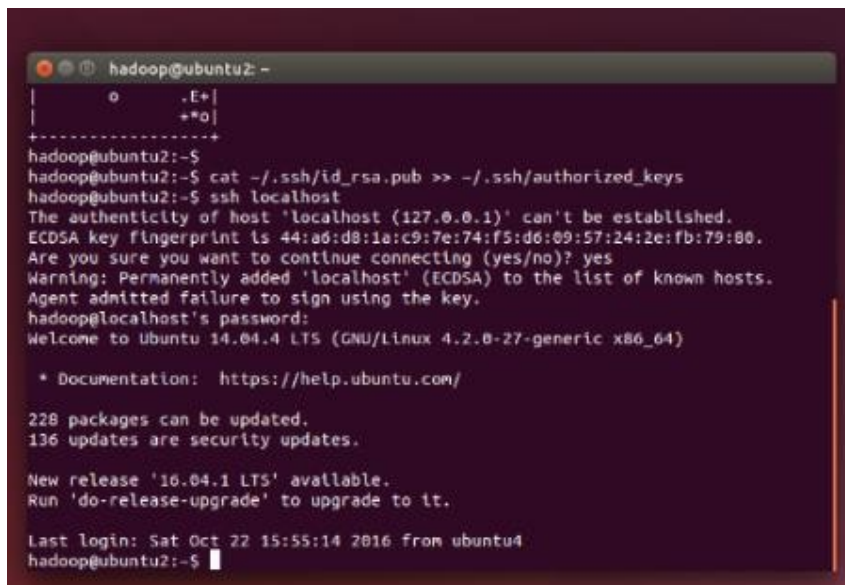 hadoop@ubuntu2: ~
|        o       .E+|
|                +*o|
+-----------------+
hadoop@ubuntu2:~$
hadoop@ubuntu2:~$ cat ~/.ssh/id_rsa.pub >> ~/.ssh/authorized_keys
hadoop@ubuntu2:~$ ssh localhost
The authenticity of host 'localhost (127.0.0.1)' can't be established.
ECDSA key fingerprint is 44:a6:d8:1a:c9:7e:74:f5:d6:09:57:24:2e:fb:79:80.
Are you sure you want to continue connecting (yes/no)? yes
Warning: Permanently added 'localhost' (ECDSA) to the list of known hosts.
Agent admitted failure to sign using the key.
hadoop@localhost's password:
Welcome to Ubuntu 14.04.4 LTS (GNU/Linux 4.2.0-27-generic x86_64)
* Documentation:  https://help.ubuntu.com/
228 packages can be updated.
136 updates are security updates.
New release '16.04.1 LTS' available.
Run 'do-release-upgrade' to upgrade to it.
Last login: Sat Oct 22 15:55:14 2016 from ubuntu4
hadoop@ubuntu2:~$